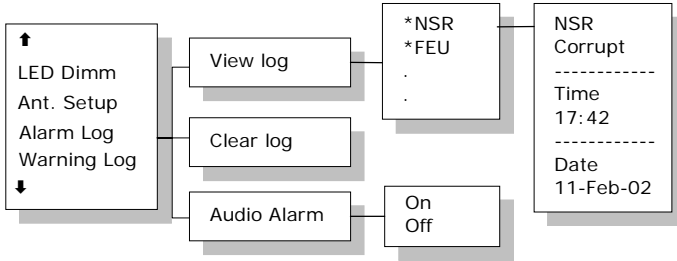 LED Dimm
Ant. Setup
Alarm Log
Warning Log
View log
Clear log
Audio Alarm
*NSR
*FEU
.
.
On
Off
NSR
Corrupt
------------
Time
17:42
------------
Date
11-Feb-02